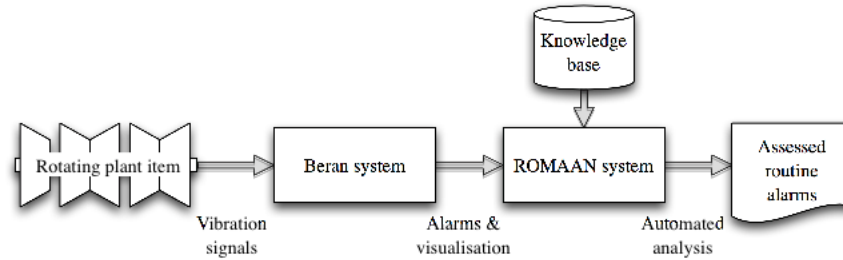 Knowledge
base
Rotating plant item
Beran system
ROMAAN system
Assessed
routine
alarms
Vibration
signals
Alarms &
visualisation
Automated
analysis